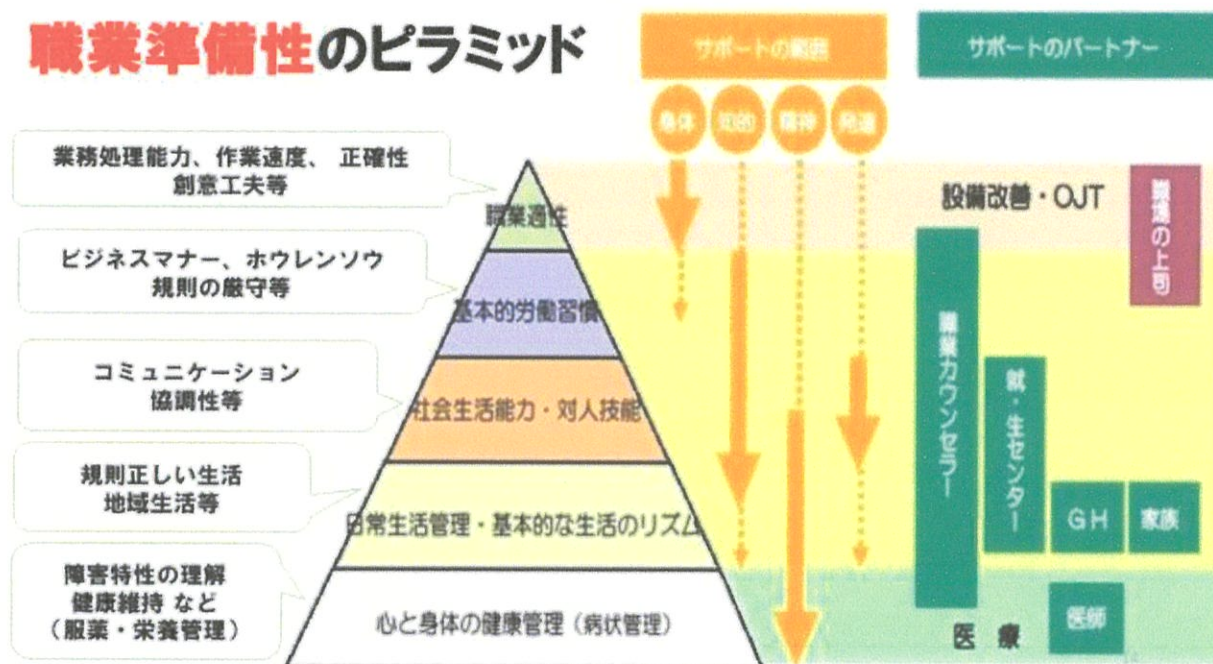 職業準備性のピラミッド
サポートの範囲
サポートのパートナー
身体
知的
精神
発達
業務処理能力、作業速度、 正確性
創意工夫等
ビジネスマナー、ホウレンソウ
規則の厳守等
コミュニケーション
協調性等
規則正しい生活
地域生活等
障害特性の理解
健康維持 など
(服薬・栄養管理)
職業適性
基本的労働習慣
社会生活能力・対人技能
日常生活管理・基本的な生活のリズム
心と身体の健康管理(病状管理)
設備改善・OJT
職場の上司
職業カウンセラー
就・生センター
GH
家族
医師
医 療